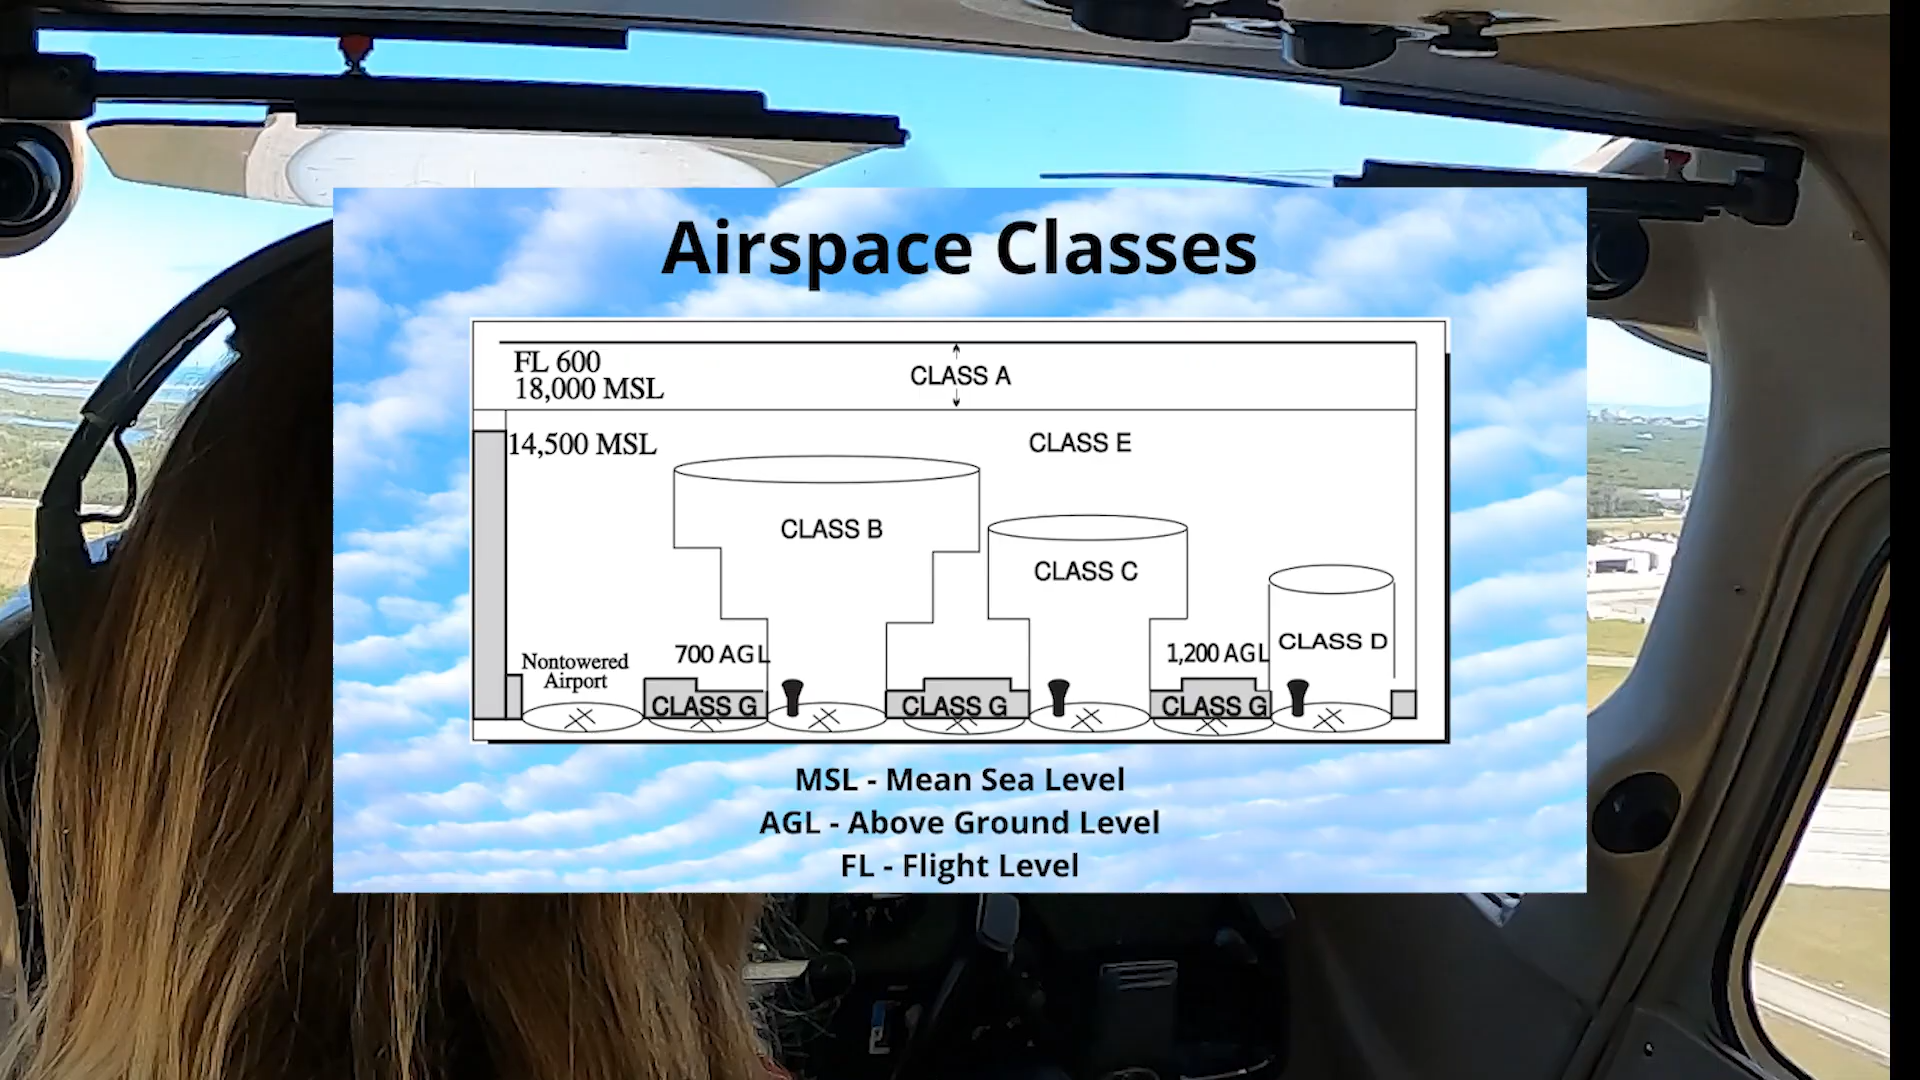 Airspace Classes
FL 600
18,000 MSL
CLASS A
14,500 MSL
CLASS E
CLASS B
CLASS C
CLASS D
Nontowered
Airport
700 AGL
1,200 AGL
CLASS G
CLASS G
CLASS G
MSL - Mean Sea Level
AGL - Above Ground Level
FL - Flight Level